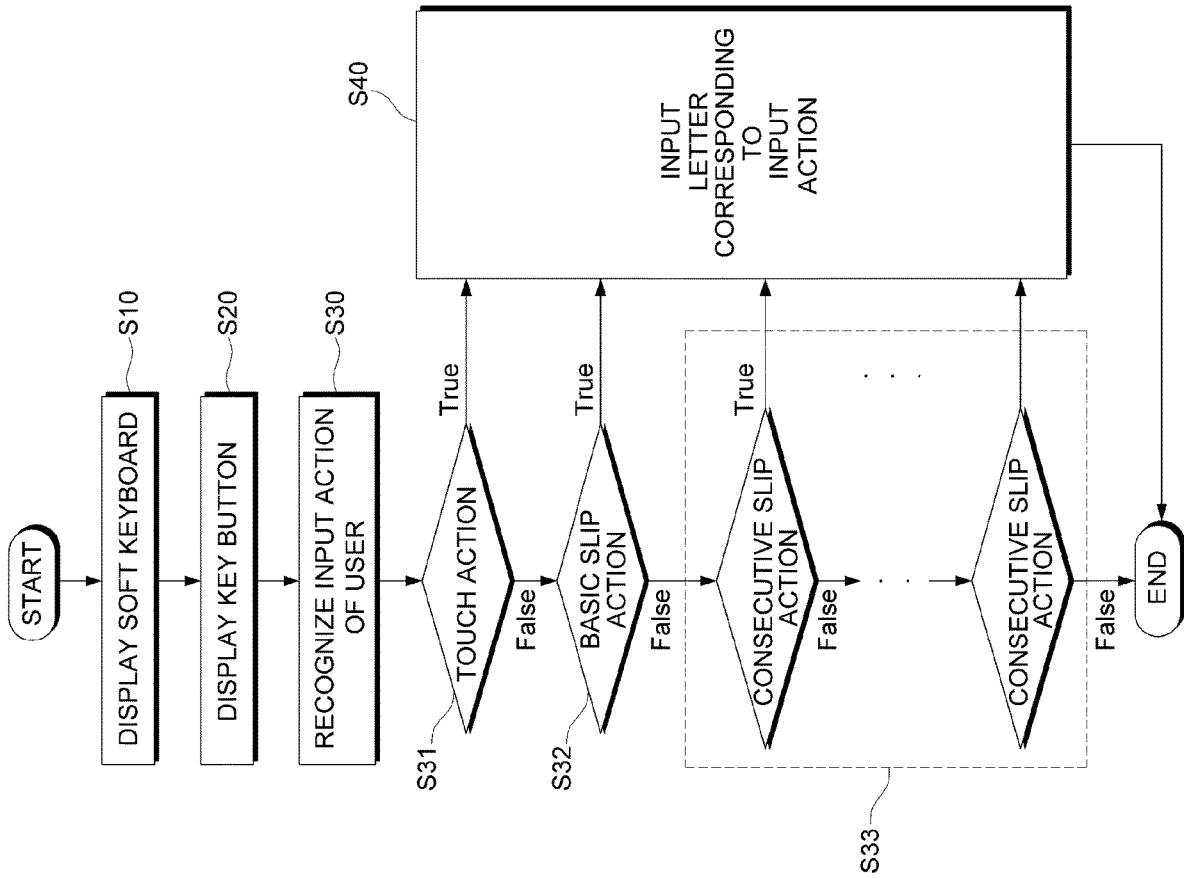 START
DISPLAY SOFT KEYBOARD
S10
DISPLAY KEY BUTTON
S20
RECOGNIZE INPUT ACTION
OF USER
S30
TOUCH ACTION
S31
True
False
BASIC SLIP
ACTION
S32
True
False
CONSECUTIVE SLIP
ACTION
True
False
. . .
. . .
CONSECUTIVE SLIP
ACTION
False
S33
INPUT
LETTER
CORRESPONDING
TO
INPUT
ACTION
S40
END